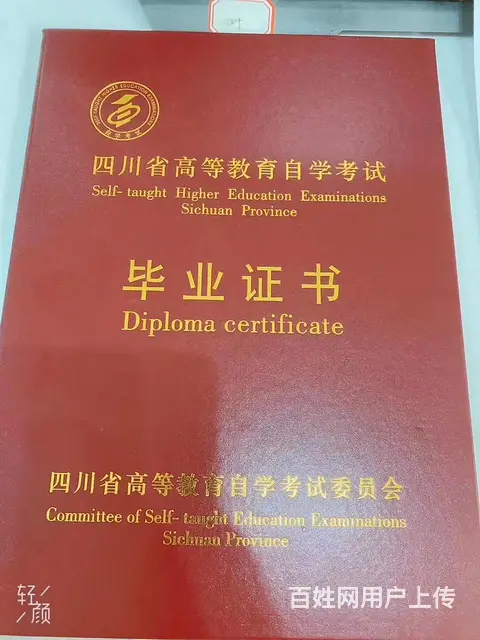 四川省高等教育自学考试
Self- taught Higher Education Examinations
Sichuan Province
毕业证书
Diploma certificate
四川省高等教育自学考试委员会
Committee of Self- taught Education Examinations
Sichuan Province
轻颜
百姓网用户上传